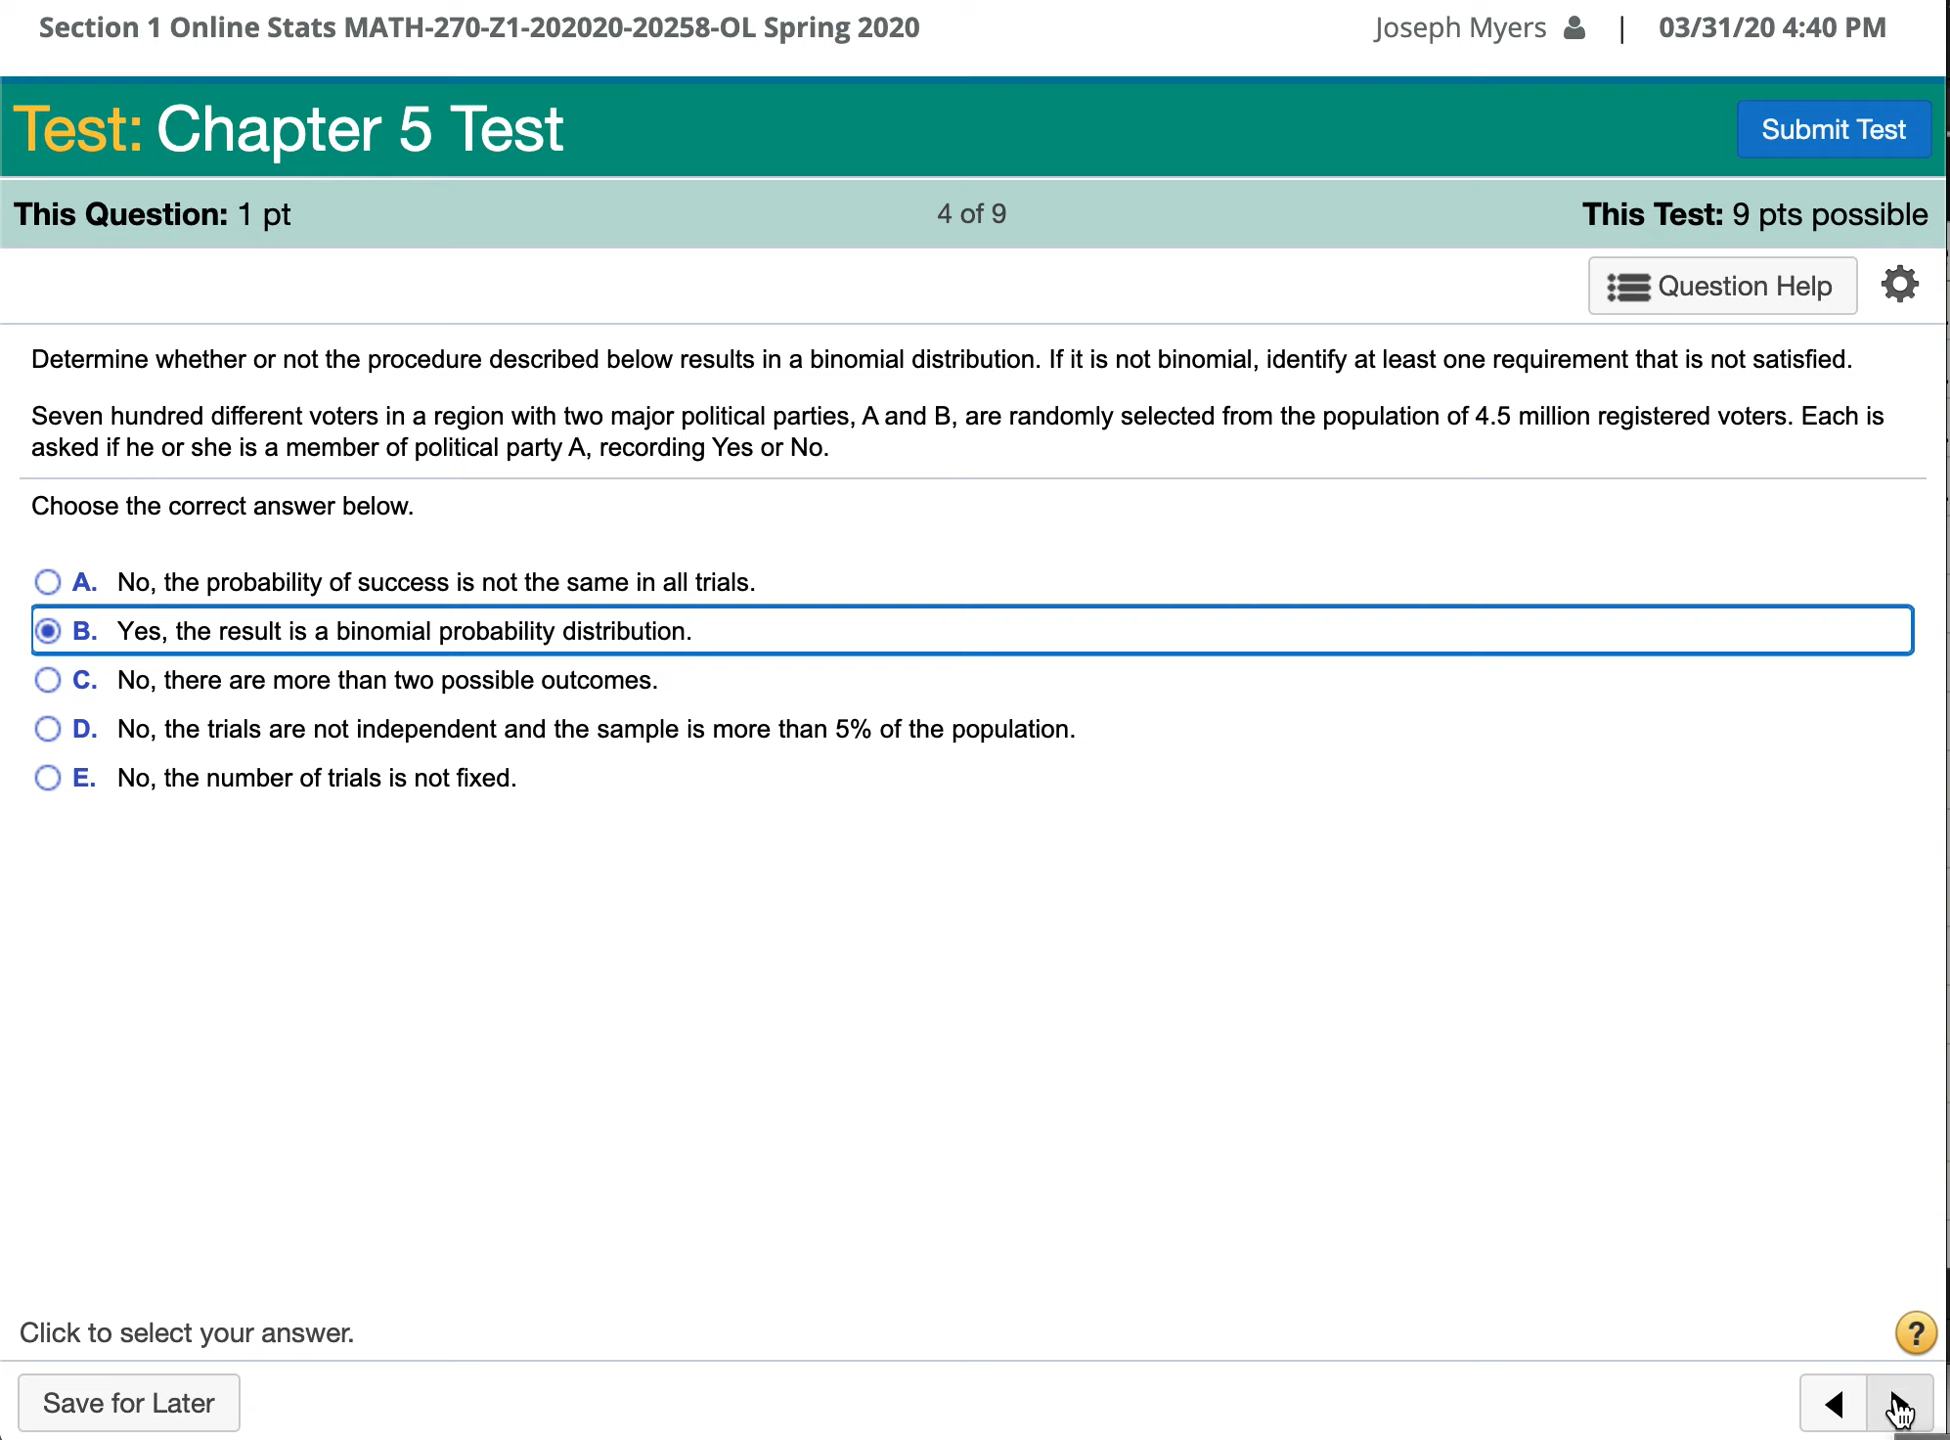 Section 1 Online Stats MATH-270-Z1-202020-20258-OL Spring 2020
Joseph Myers | 03/31/20 4:40 PM
Test: Chapter 5 Test
Submit Test
This Question: 1 pt
4 of 9
This Test: 9 pts possible
Question Help
Determine whether or not the procedure described below results in a binomial distribution. If it is not binomial, identify at least one requirement that is not satisfied.
Seven hundred different voters in a region with two major political parties, A and B, are randomly selected from the population of 4.5 million registered voters. Each is
asked if he or she is a member of political party A, recording Yes or No.
Choose the correct answer below.
A. No, the probability of success is not the same in all trials.
B. Yes, the result is a binomial probability distribution.
C. No, there are more than two possible outcomes.
D. No, the trials are not independent and the sample is more than 5% of the population.
E. No, the number of trials is not fixed.
Click to select your answer.
?
Save for Later